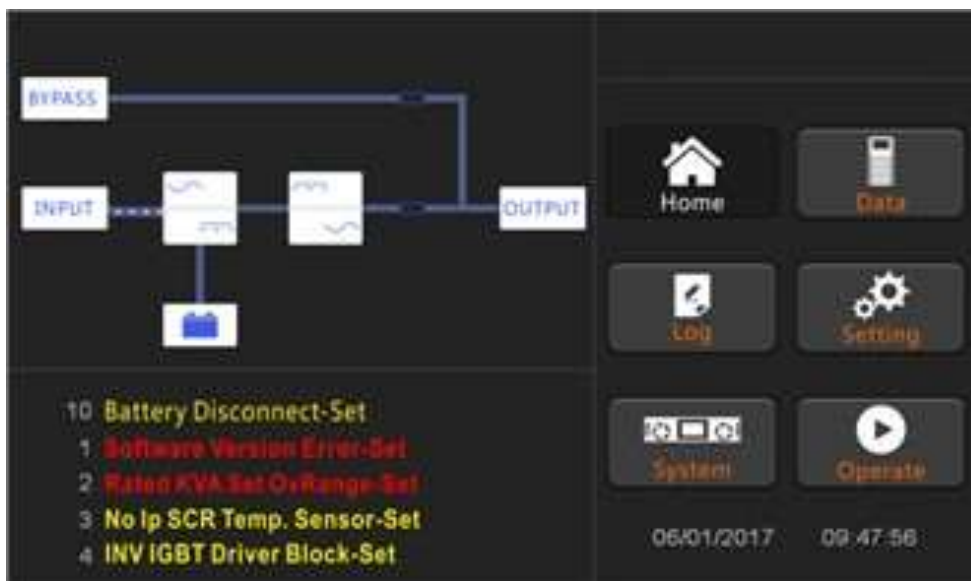 BYPASS
INPUT
OUTPUT
10 Battery Disconnect-Set
1 Software Version Error-Set
2 Rated KVA Set OvRange-Set
3 No Ip SCR Temp. Sensor-Set
4 INV IGBT Driver Block-Set
Home
Data
Log
Setting
System
Operate
06/01/2017 09:47:56